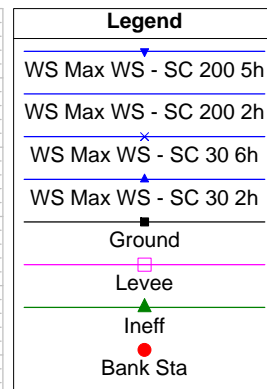 Legend
WS Max WS - SC 200 5h
WS Max WS - SC 200 2h
WS Max WS - SC 30 6h
WS Max WS - SC 30 2h
Ground
Levee
Ineff
Bank Sta